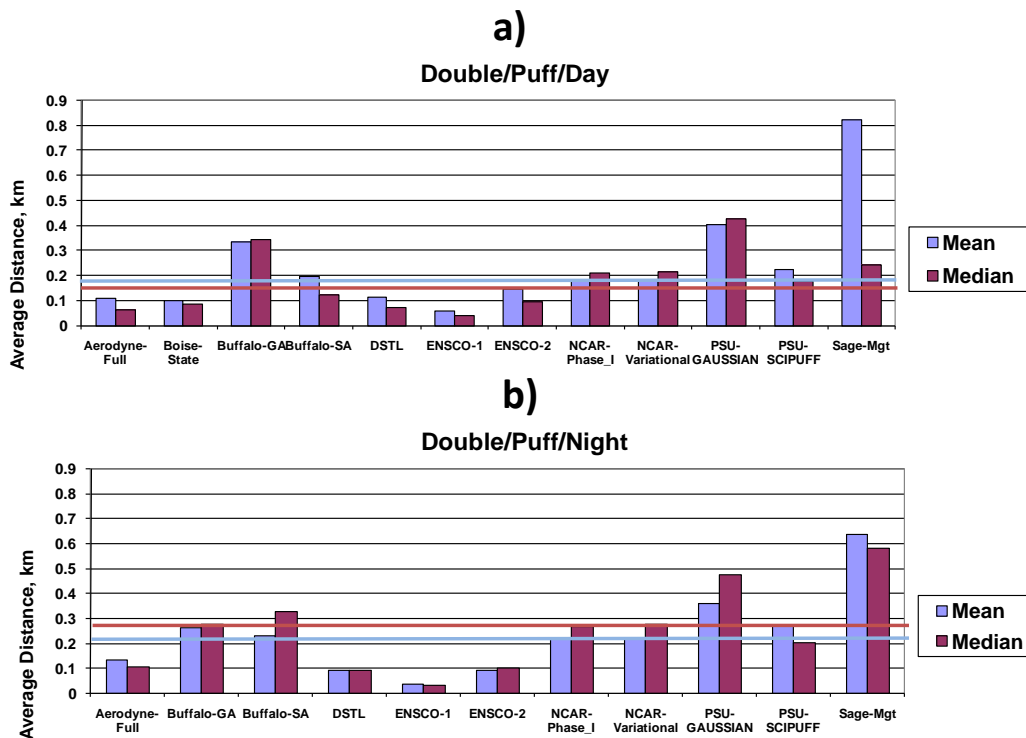 a)
Double/Puff/Day
Average Distance, km
0.9
0.8
0.7
0.6
0.5
0.4
0.3
0.2
0.1
0
Aerodyne-
Full
Boise-
State
Buffalo-GA
Buffalo-SA
DSTL
ENSCO-1
ENSCO-2
NCAR-
Phase_I
NCAR-
Variational
PSU-
GAUSSIAN
PSU-
SCIPUFF
Sage-Mgt
Mean
Median
b)
Double/Puff/Night
Average Distance, km
0.9
0.8
0.7
0.6
0.5
0.4
0.3
0.2
0.1
0
Aerodyne-
Full
Buffalo-GA
Buffalo-SA
DSTL
ENSCO-1
ENSCO-2
NCAR-
Phase_I
NCAR-
Variational
PSU-
GAUSSIAN
PSU-
SCIPUFF
Sage-Mgt
Mean
Median